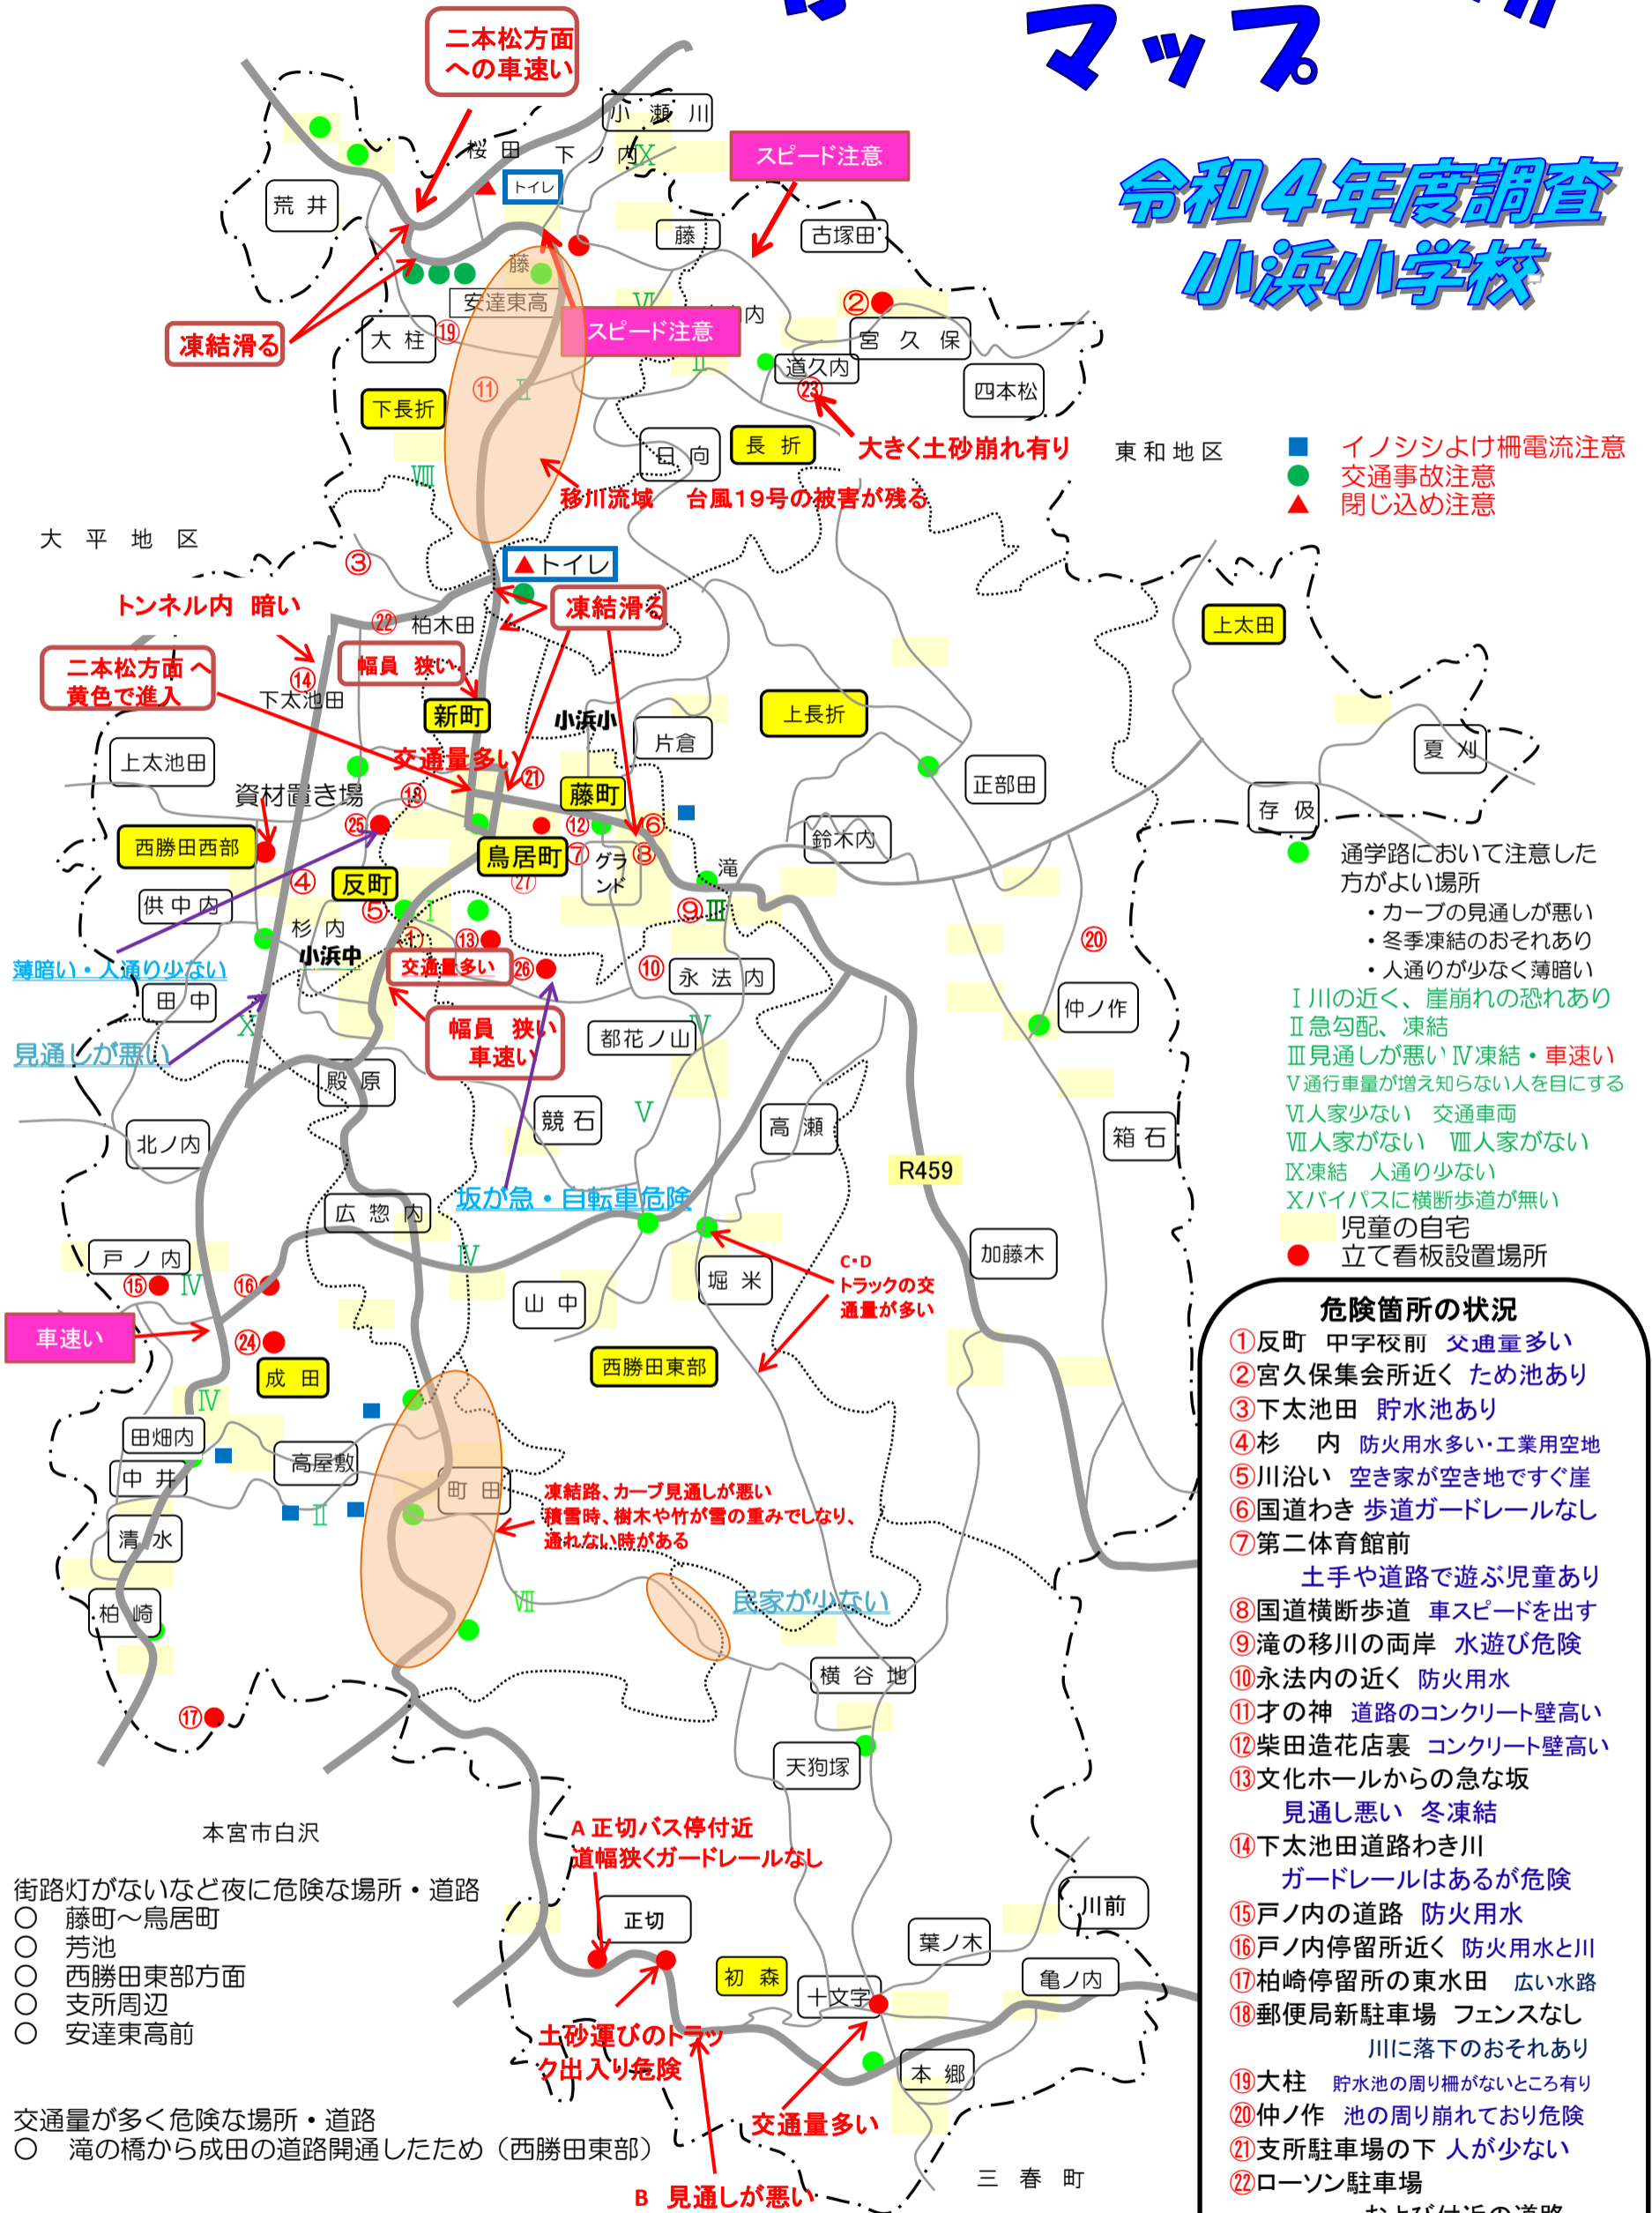 マップ
令和４年度調査
小浜小学校
二本松方面
への車速い
小瀬川
桜田
下ノ内
Ⅸ
トイレ
スピード注意
荒井
藤
古塚田
藤
安達東高
Ⅵ
内
②
宮久保
凍結滑る
大柱
⑲
スピード注意
Ⅱ
道久内
㉓
四本松
⑪
Ⅱ
下長折
日向
長折
大きく土砂崩れ有り
東和地区
イノシシよけ柵電流注意
交通事故注意
閉じ込め注意
Ⅷ
移川流域　台風19号の被害が残る
大平地区
③
トイレ
トンネル内 暗い
㉒
柏木田
凍結滑る
上太田
二本松方面へ
黄色で進入
⑭
幅員 狭い
下太池田
新町
小浜小
片倉
上長折
夏刈
上太池田
交通量多い
㉑
正部田
資材置き場
⑱
藤町
存伋
西勝田西部
㉕
⑫
⑥
鈴木内
鳥居町
⑦
グラ
ンド
⑧
滝
④
反町
㉗
供中内
⑤
Ⅰ
⑨
Ⅲ
杉内
小浜中
①
⑬
⑳
通学路において注意した
方がよい場所
・カーブの見通しが悪い
・冬季凍結のおそれあり
・人通りが少なく薄暗い
薄暗い・人通り少ない
交通量多い
㉖
⑩
永法内
田中
仲ノ作
Ⅹ
幅員 狭い
車速い
都花ノ山
Ⅴ
見通しが悪い
Ⅰ川の近く、崖崩れの恐れあり
Ⅱ急勾配、凍結
Ⅲ見通しが悪い Ⅳ凍結・車速い
Ⅴ通行車量が増え知らない人を目にする
Ⅵ人家少ない　交通車両
Ⅶ人家がない　Ⅷ人家がない
Ⅸ凍結　人通り少ない
Ⅹバイパスに横断歩道が無い
児童の自宅
立て看板設置場所
殿原
競石
Ⅴ
高瀬
箱石
北ノ内
R459
広惣内
坂が急・自転車危険
戸ノ内
Ⅳ
加藤木
⑮
Ⅳ
⑯
山中
堀米
C・D
トラックの交
通量が多い
車速い
㉔
成田
西勝田東部
Ⅳ
田畑内
中井
高屋敷
町田
Ⅱ
清水
凍結路、カーブ見通しが悪い
積雪時、樹木や竹が雪の重みでしなり、
通れない時がある
柏崎
Ⅶ
民家が少ない
横谷地
⑰
天狗塚
危険箇所の状況
①反町　中学校前　交通量多い
②宮久保集会所近く　ため池あり
③下太池田　貯水池あり
④杉　内　防火用水多い・工業用空地
⑤川沿い　空き家が空き地ですぐ崖
⑥国道わき 歩道ガードレールなし
⑦第二体育館前
土手や道路で遊ぶ児童あり
⑧国道横断歩道　車スピードを出す
⑨滝の移川の両岸　水遊び危険
⑩永法内の近く　防火用水
⑪才の神　道路のコンクリート壁高い
⑫柴田造花店裏　コンクリート壁高い
⑬文化ホールからの急な坂
見通し悪い　冬凍結
⑭下太池田道路わき川
ガードレールはあるが危険
⑮戸ノ内の道路　防火用水
⑯戸ノ内停留所近く　防火用水と川
⑰柏崎停留所の東水田　広い水路
⑱郵便局新駐車場　フェンスなし
川に落下のおそれあり
⑲大柱　貯水池の周り柵がないところ有り
⑳仲ノ作　池の周り崩れており危険
㉑支所駐車場の下 人が少ない
㉒ローソン駐車場
および付近の道路
本宮市白沢
A 正切バス停付近
道幅狭くガードレールなし
街路灯がないなど夜に危険な場所・道路
○　藤町～鳥居町
○　芳池
○　西勝田東部方面
○　支所周辺
○　安達東高前
正切
川前
葉ノ木
初森
十文字
亀ノ内
土砂運びのトラッ
ク出入り危険
本郷
交通量が多く危険な場所・道路
○　滝の橋から成田の道路開通したため（西勝田東部）
交通量多い
三春町
B 見通しが悪い